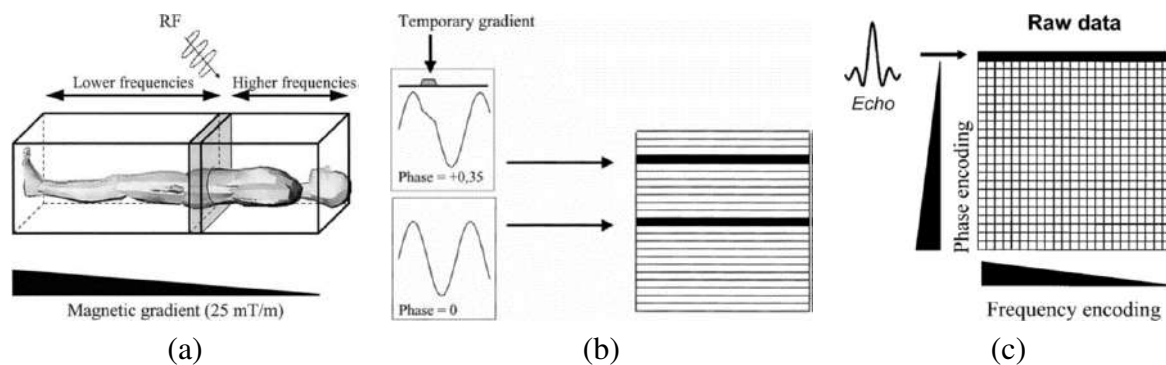 RF
Lower frequencies
Higher frequencies
Magnetic gradient (25 mT/m)
(a)
Temporary gradient
Phase = +0,35
Phase = 0
(b)
Raw data
Echo
Phase encoding
Frequency encoding
(c)